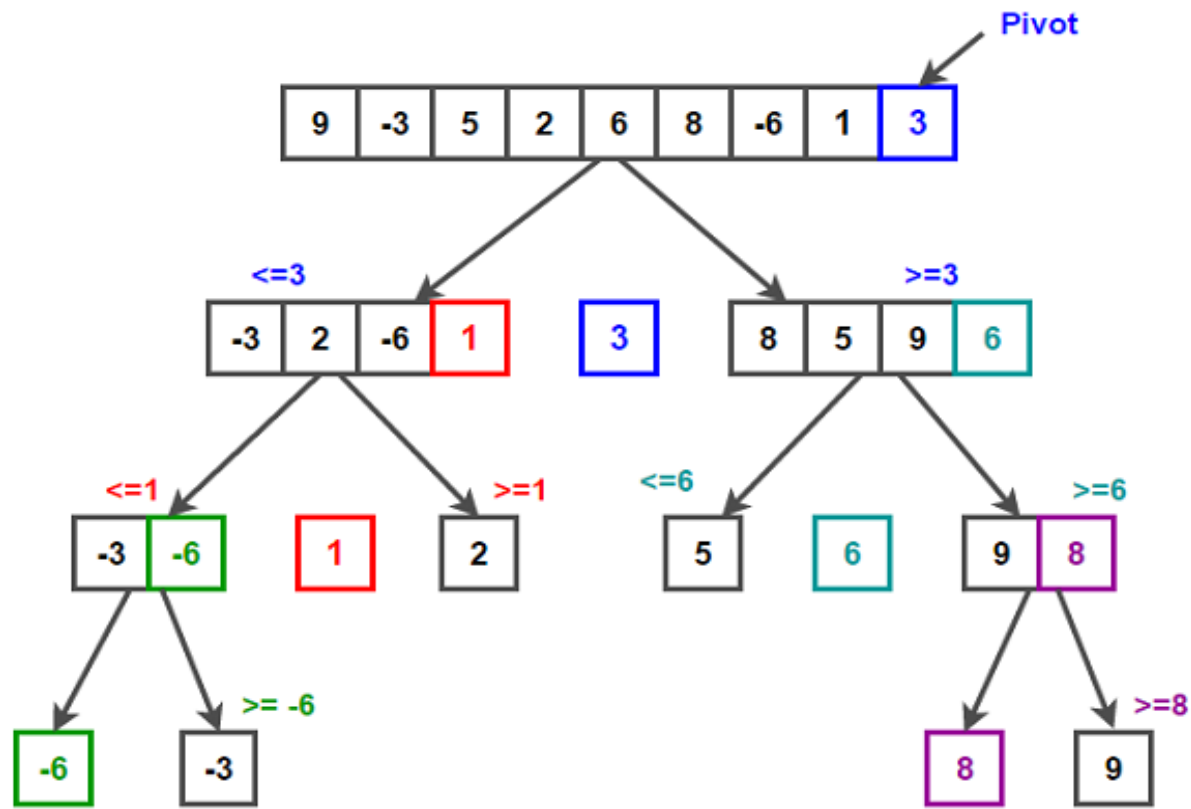 Pivot
9 -3 5 2 6 8 -6 1 3
<=3 >=3
-3 2 -6 1 3 8 5 9 6
<=1 >=1 <=6 >=6
-3 -6 1 2 5 6 9 8
>= -6 >=8
-6 -3 8 9